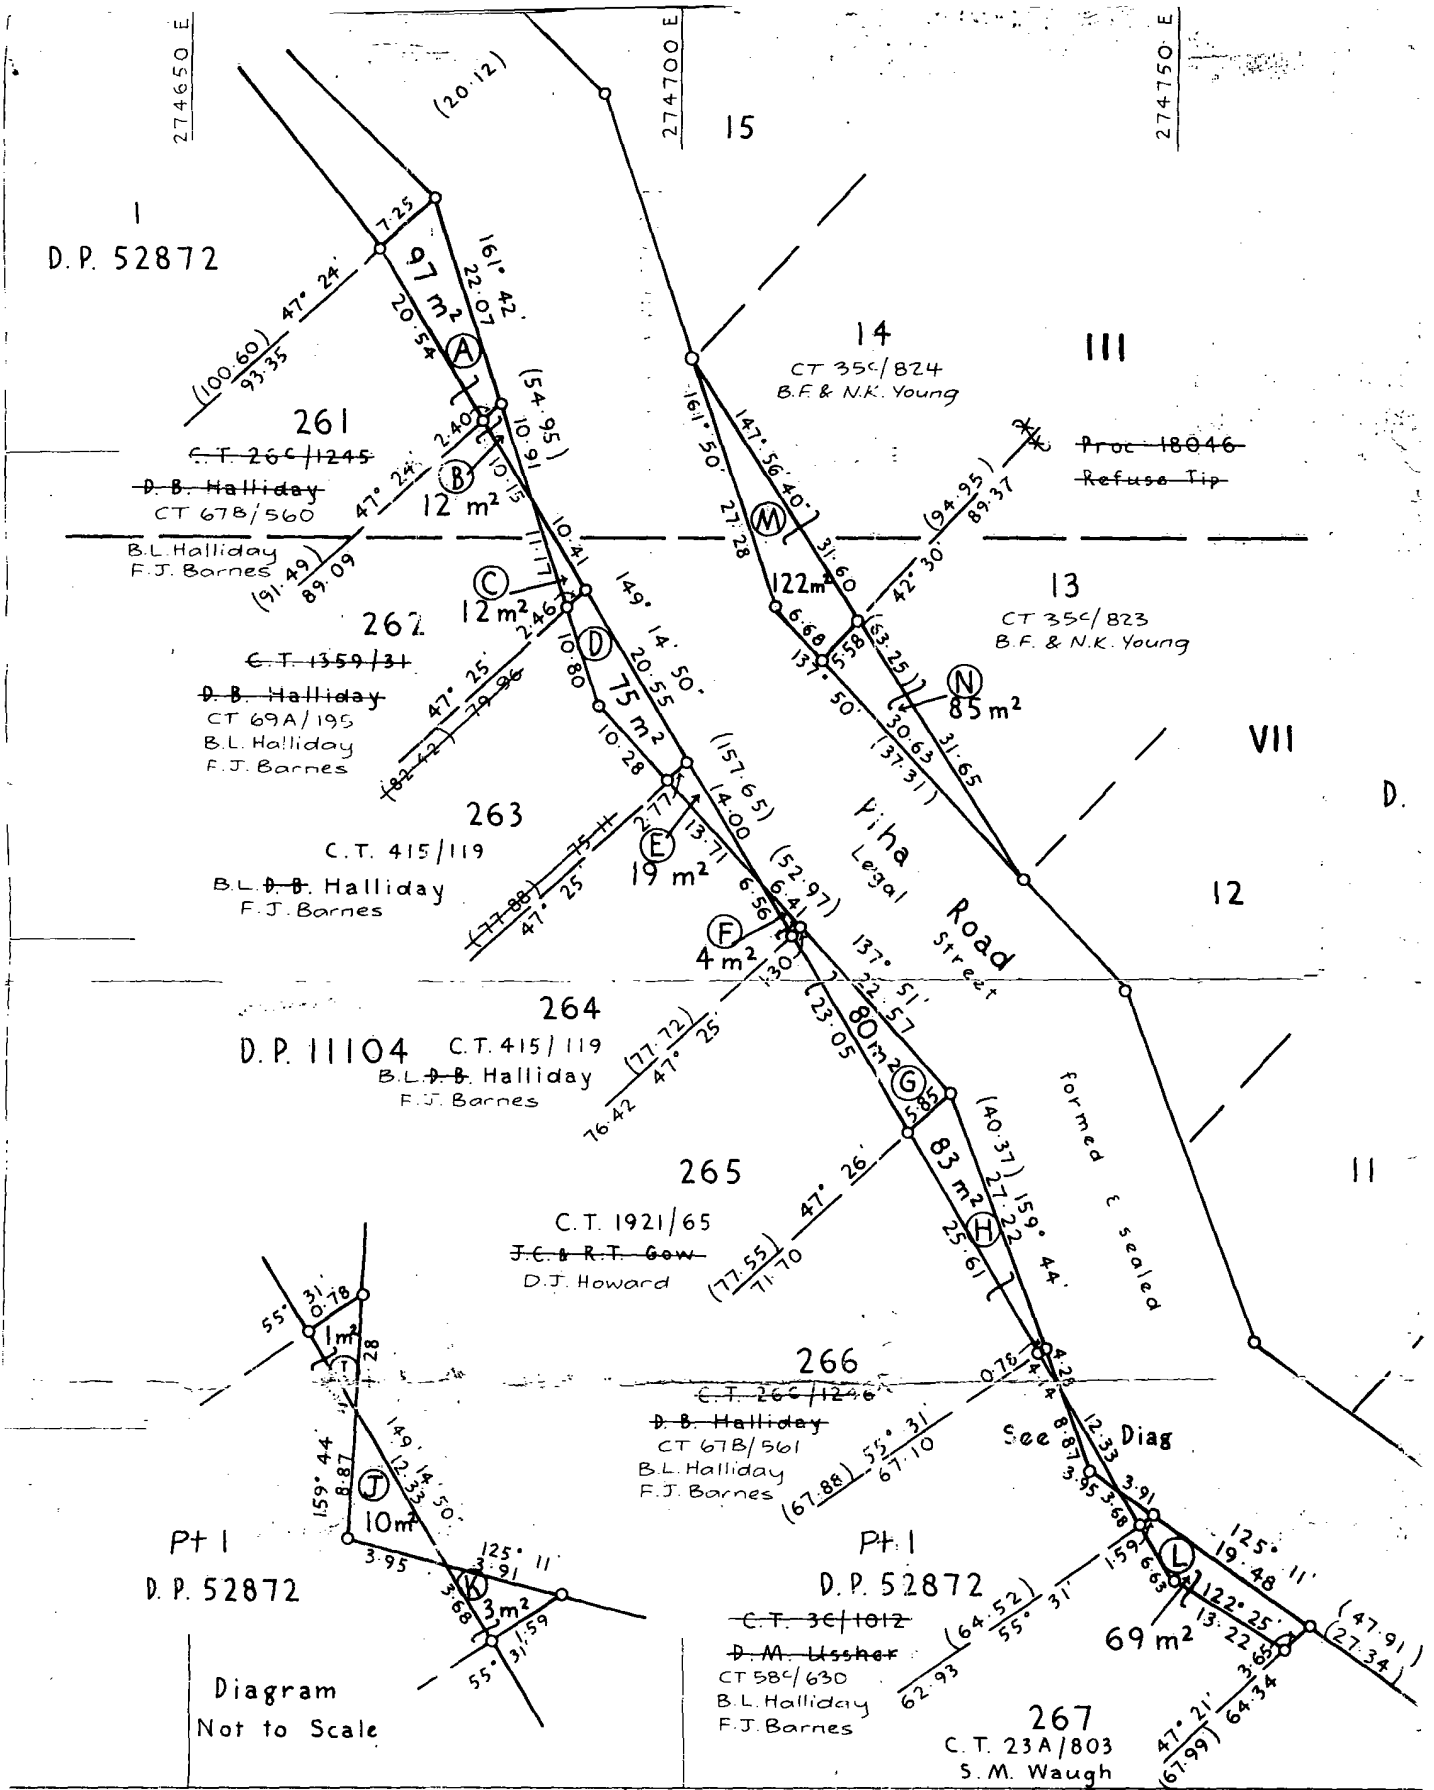 274650 E
274700 E
274750 E
(20·12)
15
1
D.P. 52872
7·25
97 m²
20·54
161° 42'
22·07
A
47° 24'
(100·60)
93·35
14
CT 35C/824
B.F. & N.K. Young
III
Proc 18046
Refuse Tip
261
C.T. 26C/1245
D.B. Halliday
CT 67B/560
B.L. Halliday
F.J. Barnes
2·40
47° 24'
(91·49)
89·09
B
12 m²
10·15
(54·95)
10·91
161° 50'
27·28
147° 56' 40"
31·60
M
122m²
6·68
5·58
137° 50'
(94·95)
89·37
42° 30'
13
CT 35C/823
B.F. & N.K. Young
(63·25)
N
85 m²
30·63
(37·31)
31·65
11·17
10·41
C
12 m²
2·46
262
C.T. 1359/31
D.B. Halliday
CT 69A/195
B.L. Halliday
F.J. Barnes
47° 25'
(82·42)
79·96
D
75 m²
10·80
149° 14' 50"
20·55
10·28
VII
D.
263
C.T. 415/119
B.L. D.B. Halliday
F.J. Barnes
2·77
75·11
(77·88)
47° 25'
E
19 m²
13·71
(157·65)
14·00
Piha Road
Legal Street
12
(52·97)
6·41
6·56
F
4 m²
1·30
264
D.P. 11104
C.T. 415/119
B.L. D.B. Halliday
F.J. Barnes
(77·72)
47° 25'
76·42
137° 51'
22·57
80m²
23·05
G
5·85
formed & sealed
11
265
C.T. 1921/65
J.C. & R.T. Gow
D.J. Howard
47° 26'
(77·55)
71·70
83 m²
25·61
H
(40·37)
27·22
159° 44'
55° 31'
0·78
1m²
I
1·28
266
C.T. 26C/1246
D.B. Halliday
CT 67B/561
B.L. Halliday
F.J. Barnes
0·78
4·14
4·28
55° 31'
(67·88)
67·10
See Diag
8·87
12·33
3·95
3·68
3·91
159° 44'
8·87
149° 14' 50"
12·33
J
10m²
3·95
125° 11'
3·91
K
3·68
3m²
1·59
55° 31'
Pt 1
D.P. 52872
Diagram
Not to Scale
Pt 1
D.P. 52872
C.T. 3C/1012
D.M. Ussher
CT 58C/630
B.L. Halliday
F.J. Barnes
1·59
(64·52)
55° 31'
62·93
L
6·63
125° 11'
19·48
122° 25'
13·22
69 m²
(47·91)
(27·34)
3·65
64·34
47° 21'
(67·99)
267
C.T. 23A/803
S.M. Waugh